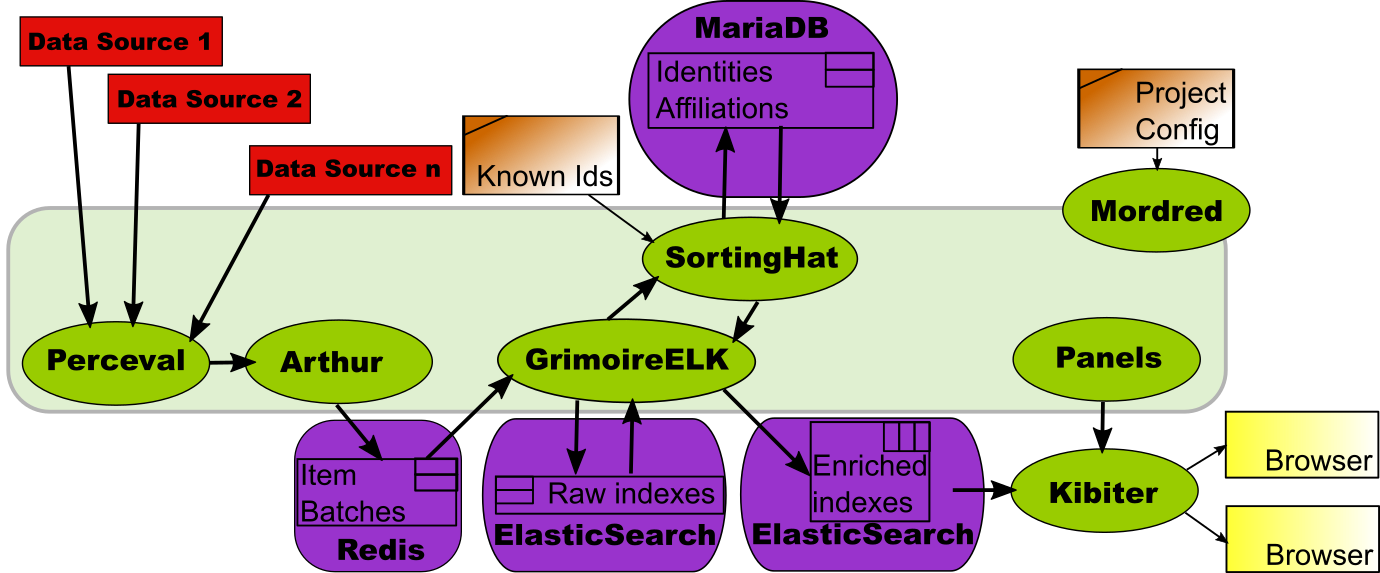 Data Source 1
Data Source 2
Data Source n
Known Ids
MariaDB
Identities
Affiliations
Project
Config
Mordred
SortingHat
Perceval
Arthur
GrimoireELK
Panels
Item
Batches
Redis
Raw indexes
ElasticSearch
Enriched
indexes
ElasticSearch
Kibiter
Browser
Browser